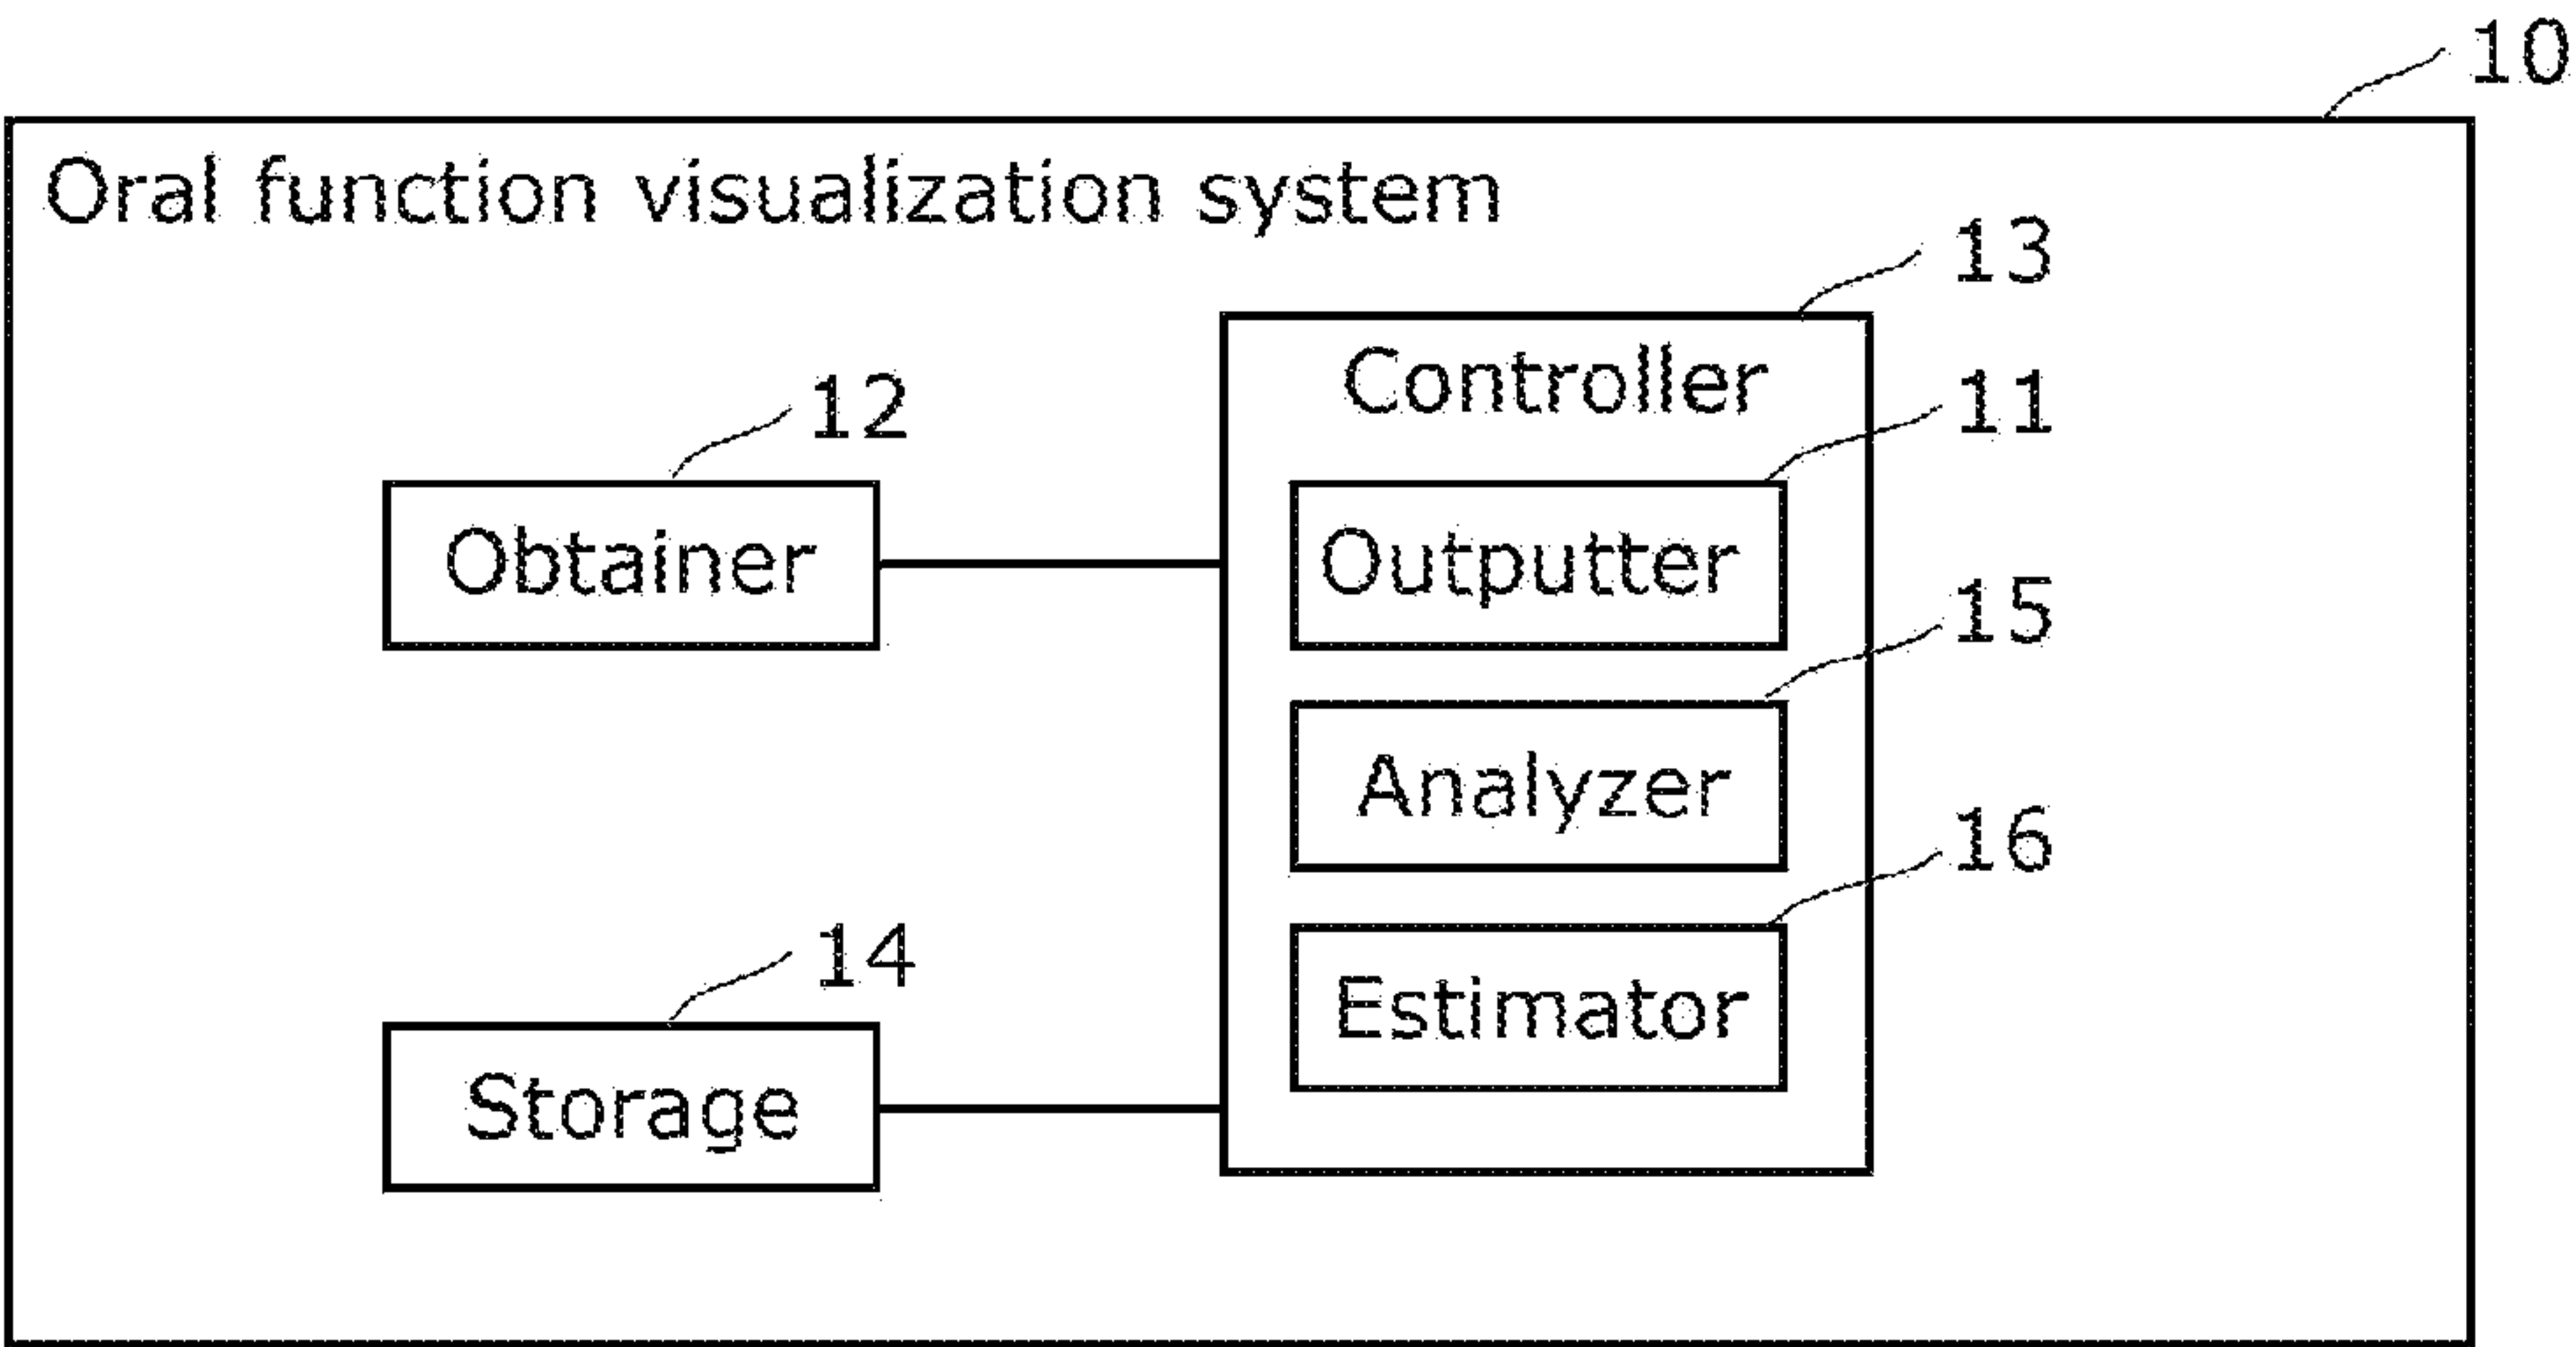 10
Oral function visualization system
13
Controller
12
11
Obtainer
Outputter
15
Analyzer
16
14
Estimator
Storage